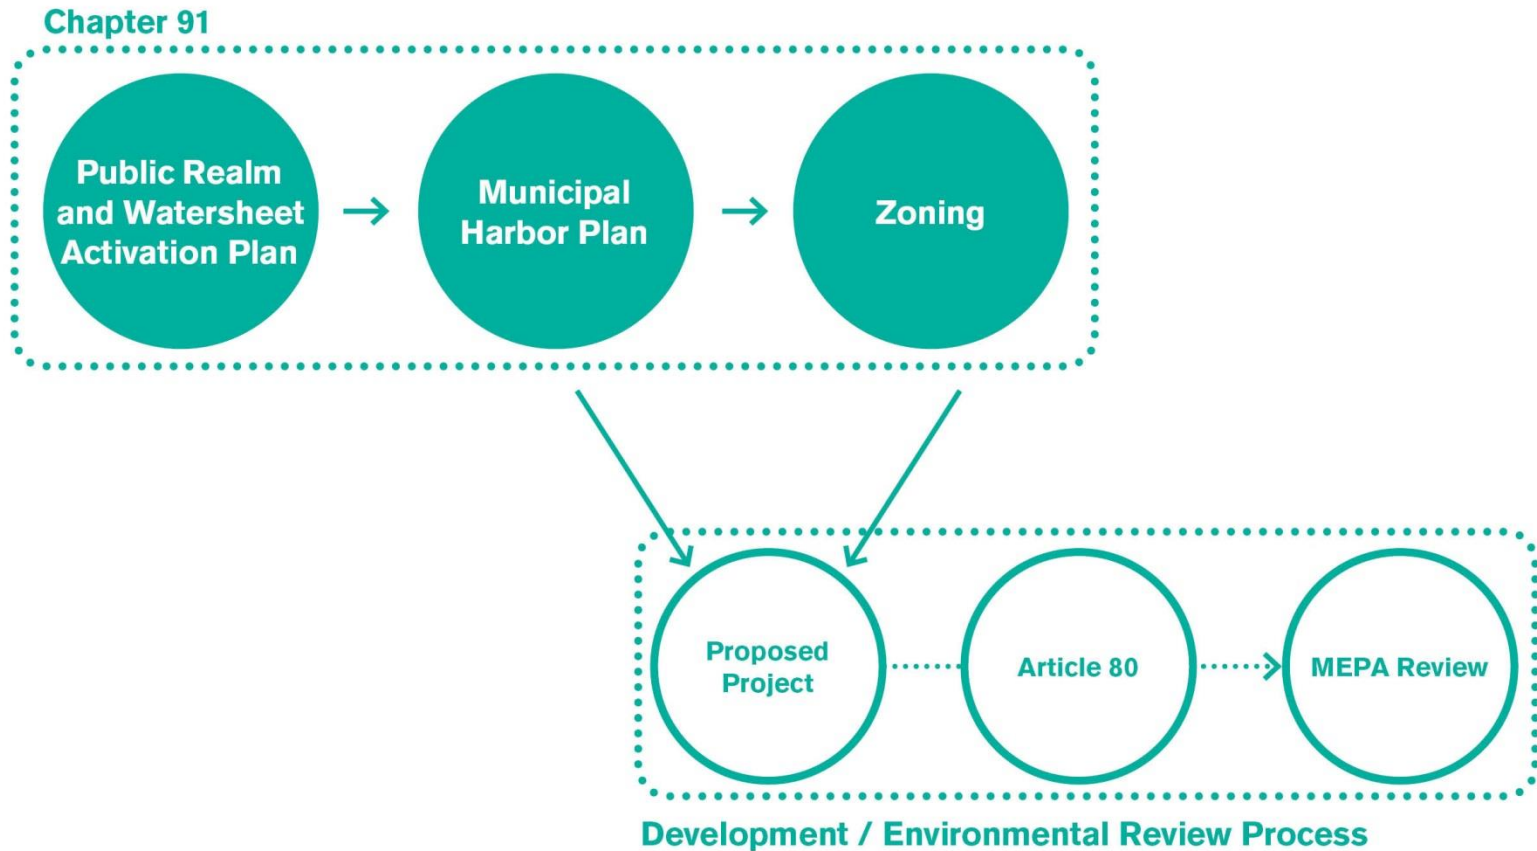 Chapter 91
Public Realm
and Watersheet
Activation Plan
Municipal
Harbor Plan
Zoning
Proposed
Project
Article 80
MEPA Review
Development / Environmental Review Process